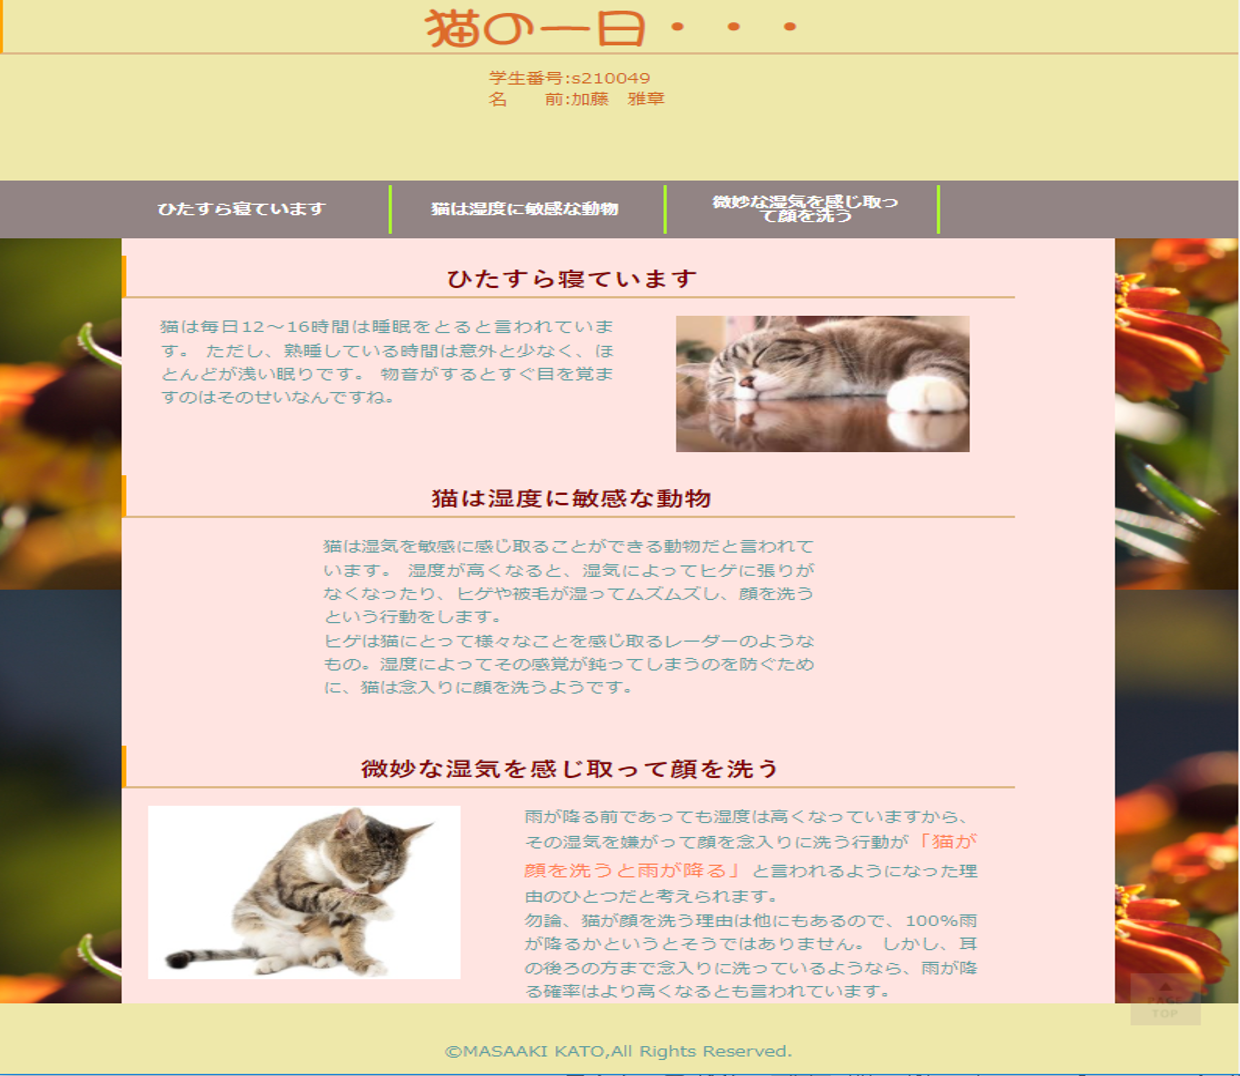 猫の一日・・・
学生番号:s210049
名　　前:加藤　雅章
ひたすら寝ています
猫は湿度に敏感な動物
微妙な湿気を感じ取っ
て顔を洗う
ひたすら寝ています
猫は毎日12～16時間は睡眠をとると言われていま
す。 ただし、熟睡している時間は意外と少なく、ほ
とんどが浅い眠りです。 物音がするとすぐ目を覚ま
すのはそのせいなんですね。
猫は湿度に敏感な動物
猫は湿気を敏感に感じ取ることができる動物だと言われて
います。 湿度が高くなると、湿気によってヒゲに張りが
なくなったり、ヒゲや被毛が湿ってムズムズし、顔を洗う
という行動をします。
ヒゲは猫にとって様々なことを感じ取るレーダーのような
もの。湿度によってその感覚が鈍ってしまうのを防ぐため
に、猫は念入りに顔を洗うようです。
微妙な湿気を感じ取って顔を洗う
雨が降る前であっても湿度は高くなっていますから、
その湿気を嫌がって顔を念入りに洗う行動が「猫が
顔を洗うと雨が降る」と言われるようになった理
由のひとつだと考えられます。
勿論、猫が顔を洗う理由は他にもあるので、100%雨
が降るかというとそうではありません。 しかし、耳
の後ろの方まで念入りに洗っているようなら、雨が降
る確率はより高くなるとも言われています。
PAGE
TOP
©MASAAKI KATO,All Rights Reserved.